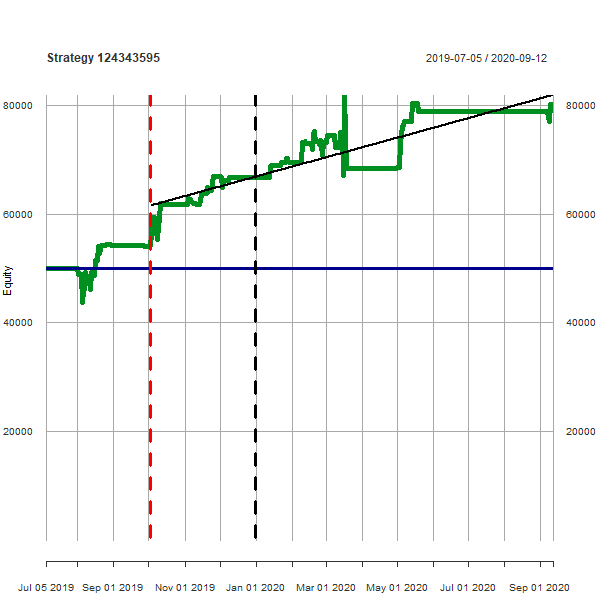 Strategy 124343595
2019-07-05 / 2020-09-12
80000
80000
60000
60000
Equity
40000
40000
20000
20000
Jul 05 2019
Sep 01 2019
Nov 01 2019
Jan 01 2020
Mar 01 2020
May 01 2020
Jul 01 2020
Sep 01 2020